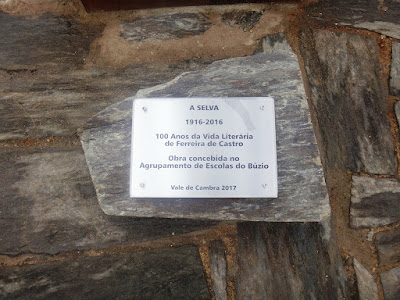 A SELVA
1916-2016
100 Anos da Vida Literária
de Ferreira de Castro
Obra concebida no
Agrupamento de Escolas do Búzio
Vale de Cambra 2017